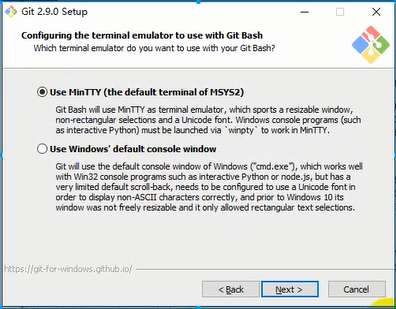 Git 2.9.0 Setup
Configuring the terminal emulator to use with Git Bash
Which terminal emulator do you want to use with your Git Bash?
Use MinTTY (the default terminal of MSYS2)
Git Bash will use MinTTY as terminal emulator, which sports a resizable window,
non-rectangular selections and a Unicode font. Windows console programs (such
as interactive Python) must be launched via `winpty` to work in MinTTY.
Use Windows' default console window
Git will use the default console window of Windows ("cmd.exe"), which works well
with Win32 console programs such as interactive Python or node.js, but has a
very limited default scroll-back, needs to be configured to use a Unicode font in
order to display non-ASCII characters correctly, and prior to Windows 10 its
window was not freely resizable and it only allowed rectangular text selections.
https://git-for-windows.github.io/
< Back Next > Cancel